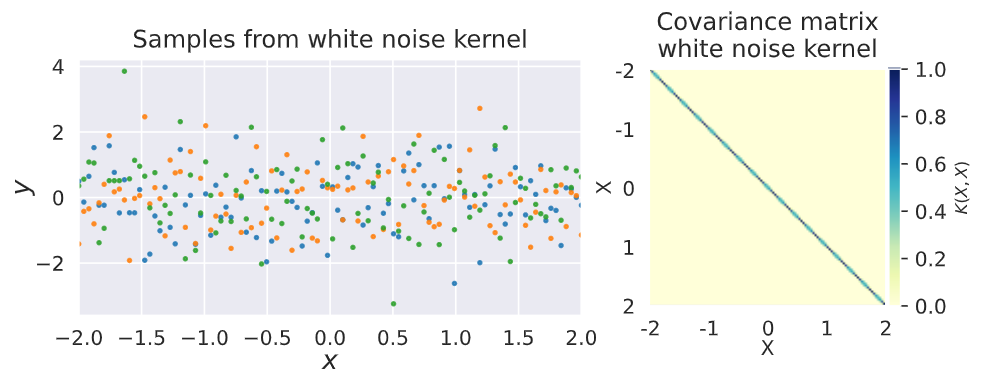 Samples from white noise kernel
4
2
0
−2
y
−2.0 −1.5 −1.0 −0.5 0.0 0.5 1.0 1.5 2.0
x
Covariance matrix
white noise kernel
-2
-1
0
1
2
X
-2 -1 0 1 2
X
1.0
0.8
0.6
0.4
0.2
0.0
K(X, X)